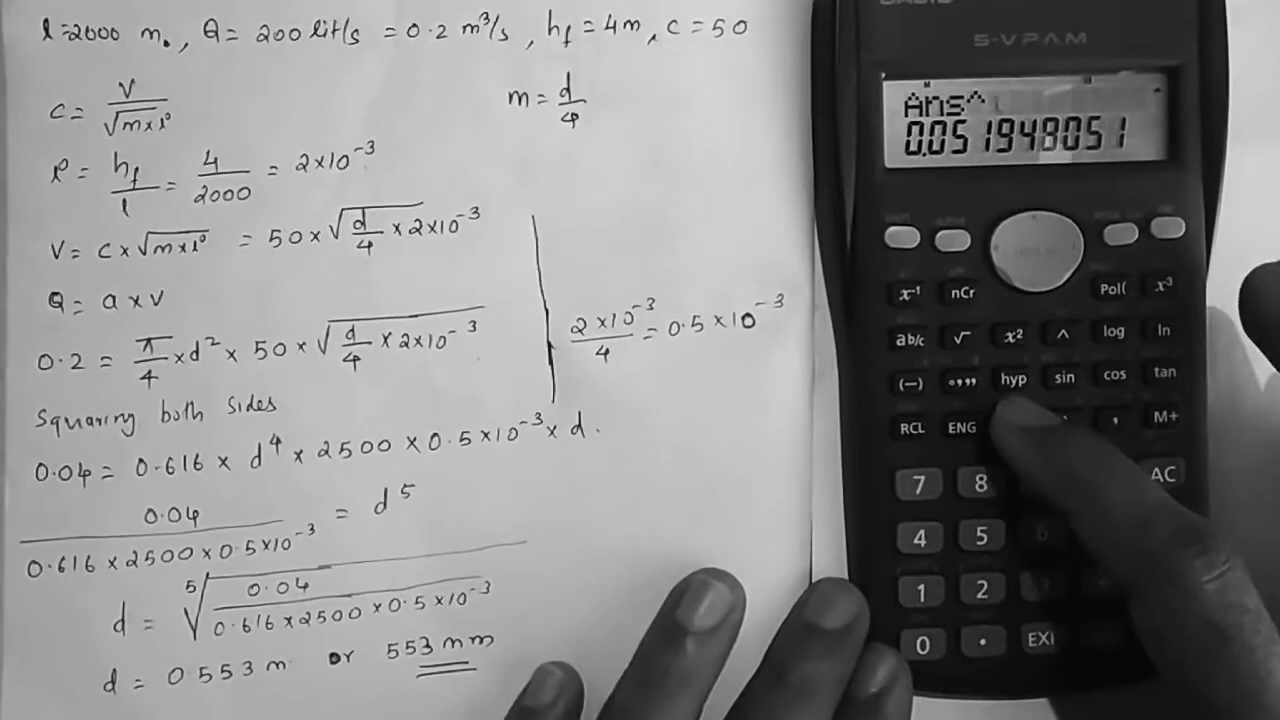 l=2000 m., Q= 200 lit/s = 0.2 m³/s, hf = 4m, c = 50
c = V/√(m×i)
m = d/4
i = hf/l = 4/2000 = 2×10⁻³
V = c×√(m×i) = 50×√(d/4 ×2×10⁻³)
Q = a×v
0.2 = π/4 ×d² × 50×√(d/4 ×2×10⁻³)
2×10⁻³/4 = 0.5×10⁻³
Squaring both sides
0.04 = 0.616 × d⁴ × 2500 × 0.5×10⁻³ × d.
0.04/(0.616×2500×0.5×10⁻³) = d⁵
d = ⁵√(0.04/(0.616×2500×0.5×10⁻³))
d = 0.553 m or 553 mm
S-VPAM
Ans^
0.051948051
x⁻¹ nCr Pol( x³
ab/c √ x² ^ log ln
(−) °,,, hyp sin cos tan
RCL ENG , M+
7 8 AC
4 5 6
1 2
0 .